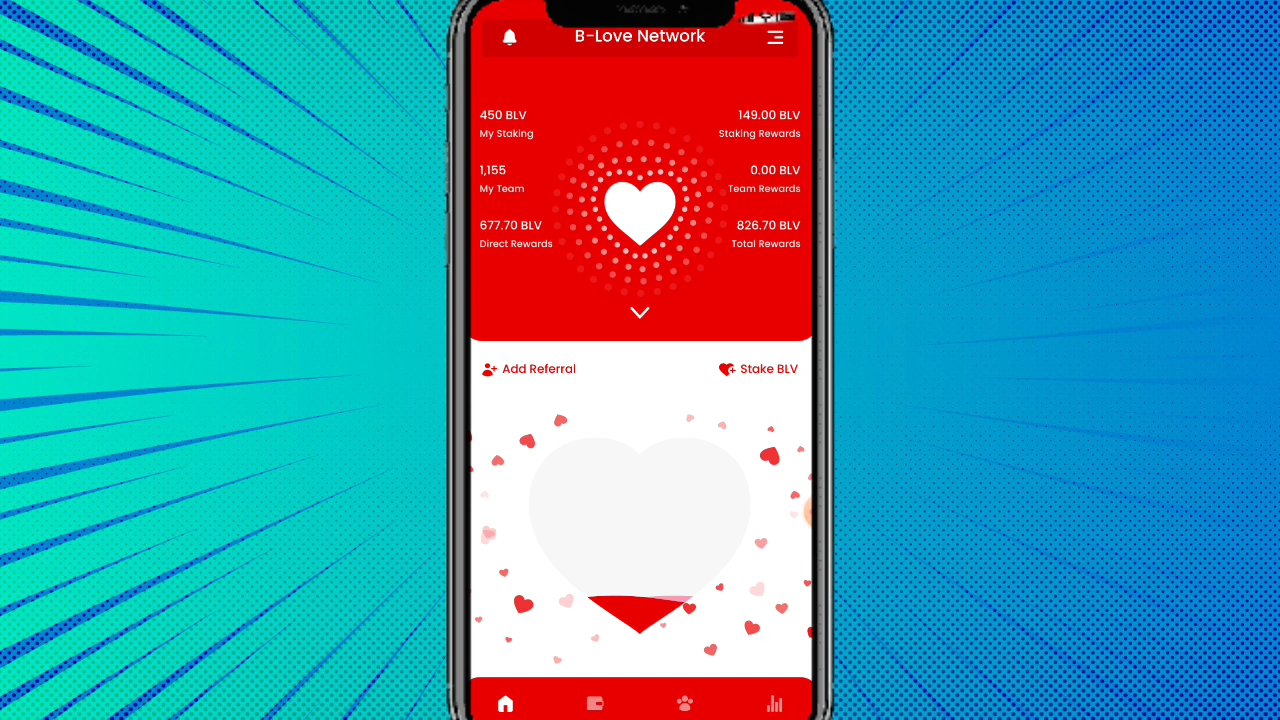 B-Love Network
450 BLV
My Staking
149.00 BLV
Staking Rewards
1,155
My Team
0.00 BLV
Team Rewards
677.70 BLV
Direct Rewards
826.70 BLV
Total Rewards
Add Referral
Stake BLV